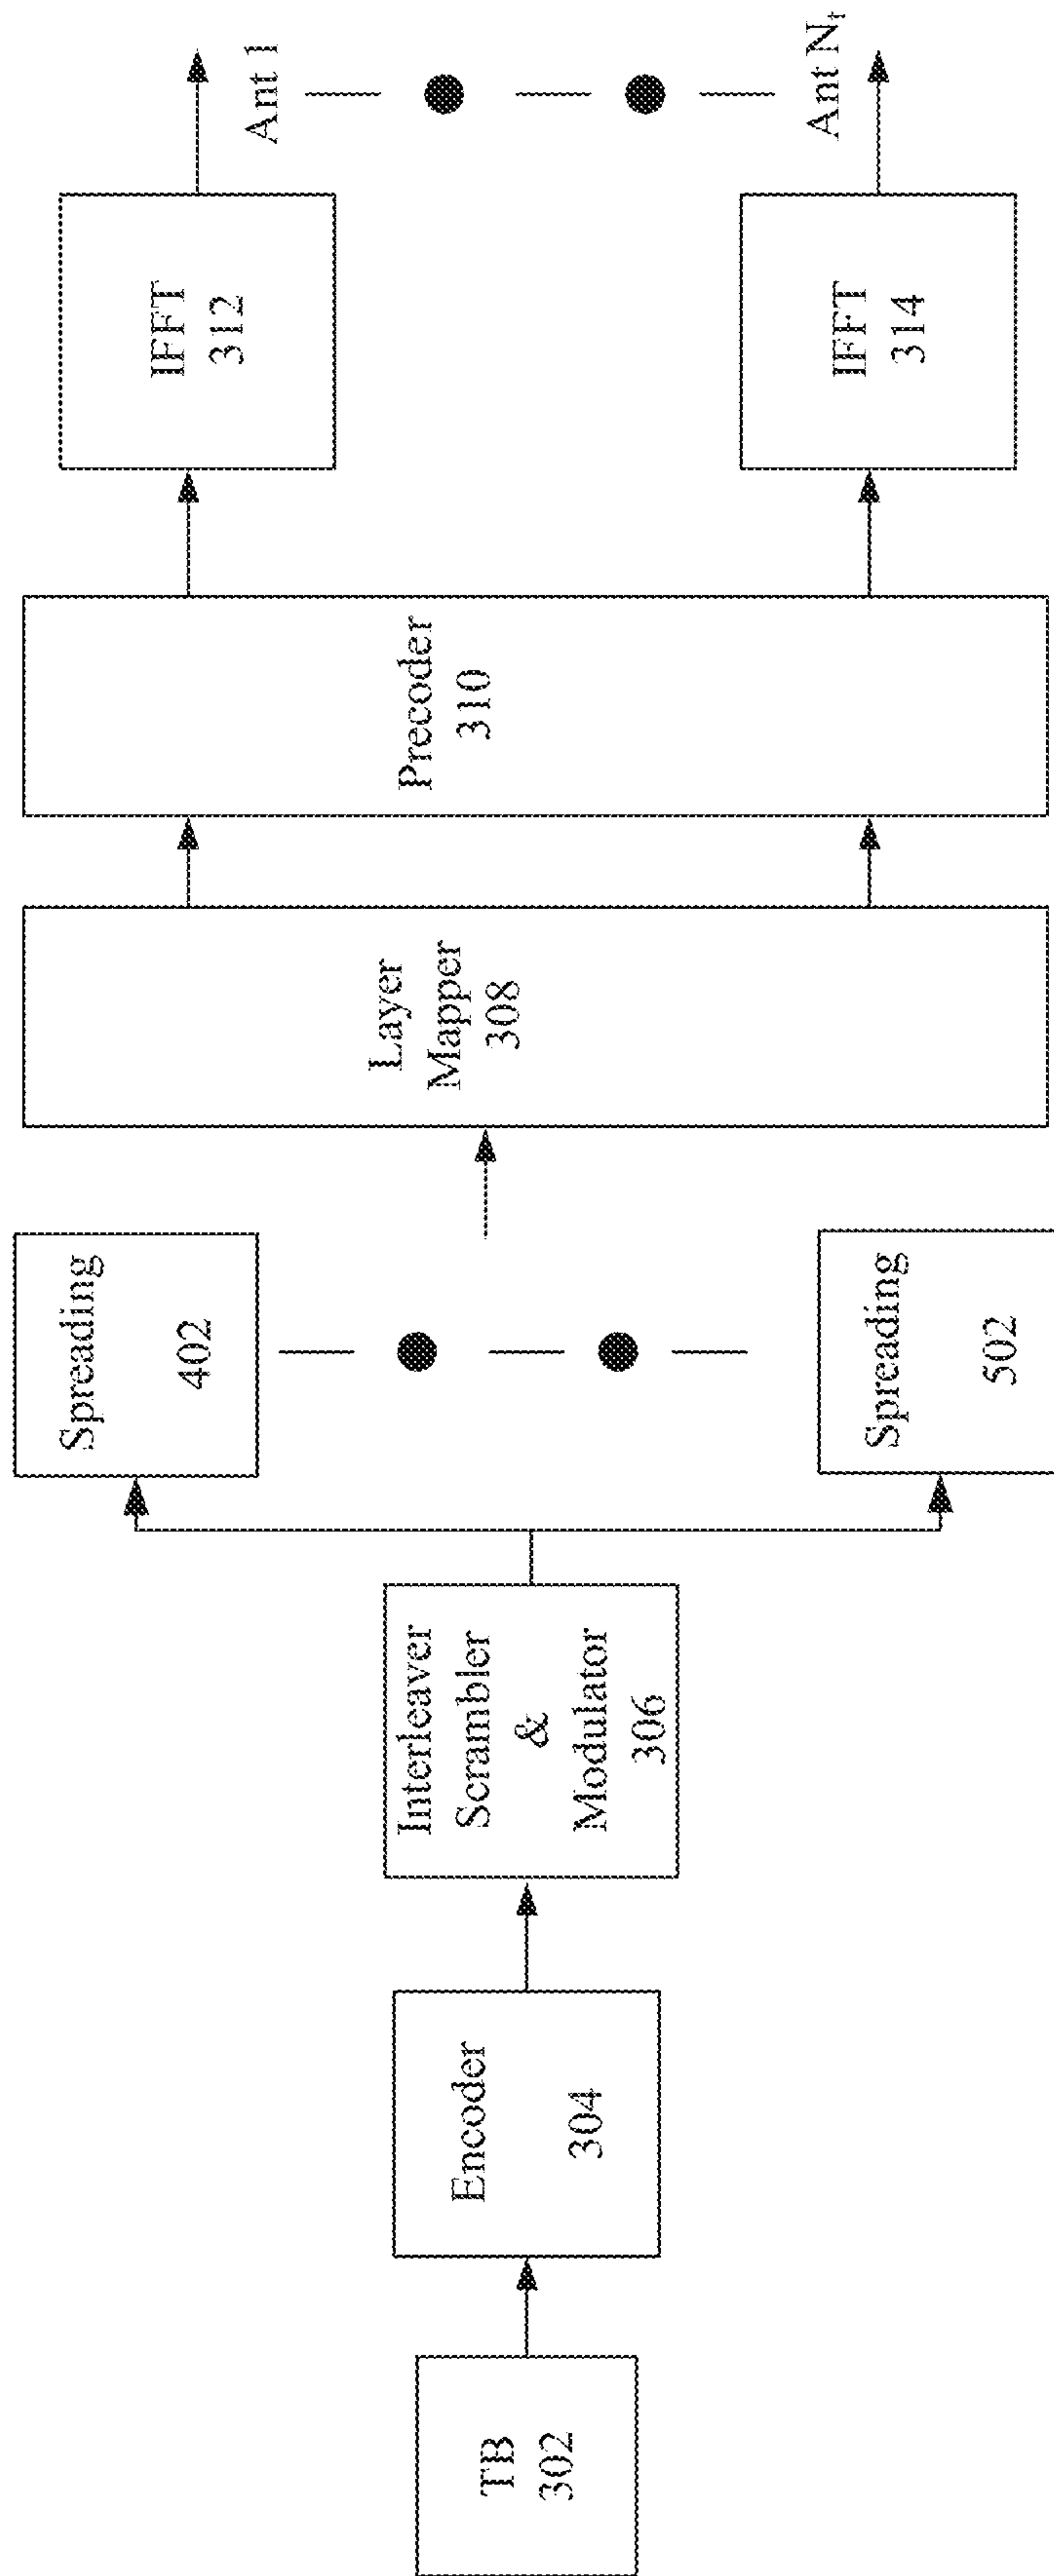 TB
302
Encoder
304
Interleaver
Scrambler
&
Modulator
306
Spreading
402
Spreading
502
Layer
Mapper
308
Precoder
310
IFFT
312
IFFT
314
Ant 1
Ant Nt